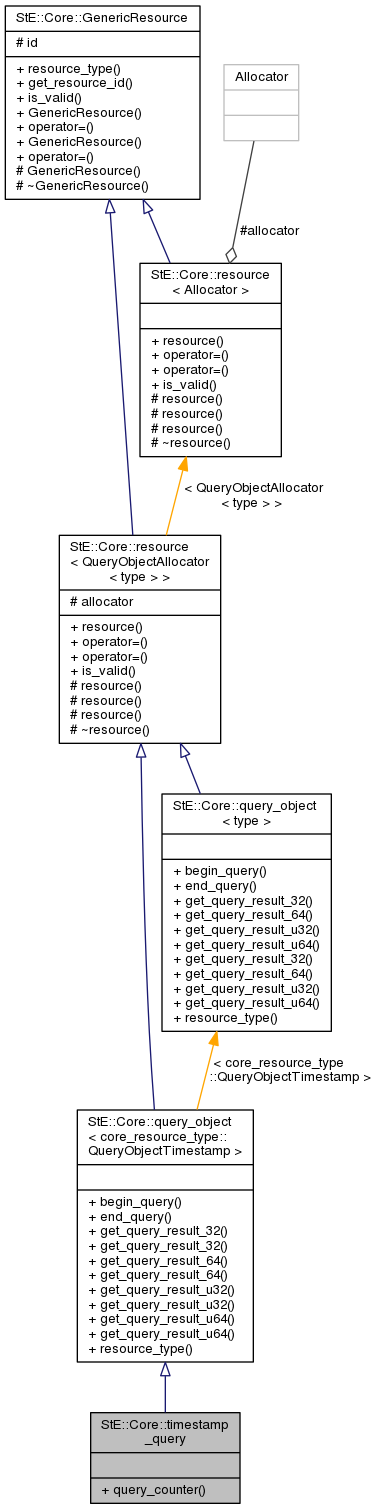 StE::Core::GenericResource
# id
+ resource_type()
+ get_resource_id()
+ is_valid()
+ GenericResource()
+ operator=()
+ GenericResource()
+ operator=()
# GenericResource()
# ~GenericResource()
Allocator
#allocator
StE::Core::resource
< Allocator >
+ resource()
+ operator=()
+ operator=()
+ is_valid()
# resource()
# resource()
# resource()
# ~resource()
< QueryObjectAllocator
< type > >
StE::Core::resource
< QueryObjectAllocator
< type > >
# allocator
+ resource()
+ operator=()
+ operator=()
+ is_valid()
# resource()
# resource()
# resource()
# ~resource()
StE::Core::query_object
< type >
+ begin_query()
+ end_query()
+ get_query_result_32()
+ get_query_result_64()
+ get_query_result_u32()
+ get_query_result_u64()
+ get_query_result_32()
+ get_query_result_64()
+ get_query_result_u32()
+ get_query_result_u64()
+ resource_type()
< core_resource_type
::QueryObjectTimestamp >
StE::Core::query_object
< core_resource_type::
QueryObjectTimestamp >
+ begin_query()
+ end_query()
+ get_query_result_32()
+ get_query_result_32()
+ get_query_result_64()
+ get_query_result_64()
+ get_query_result_u32()
+ get_query_result_u32()
+ get_query_result_u64()
+ get_query_result_u64()
+ resource_type()
StE::Core::timestamp
_query
+ query_counter()